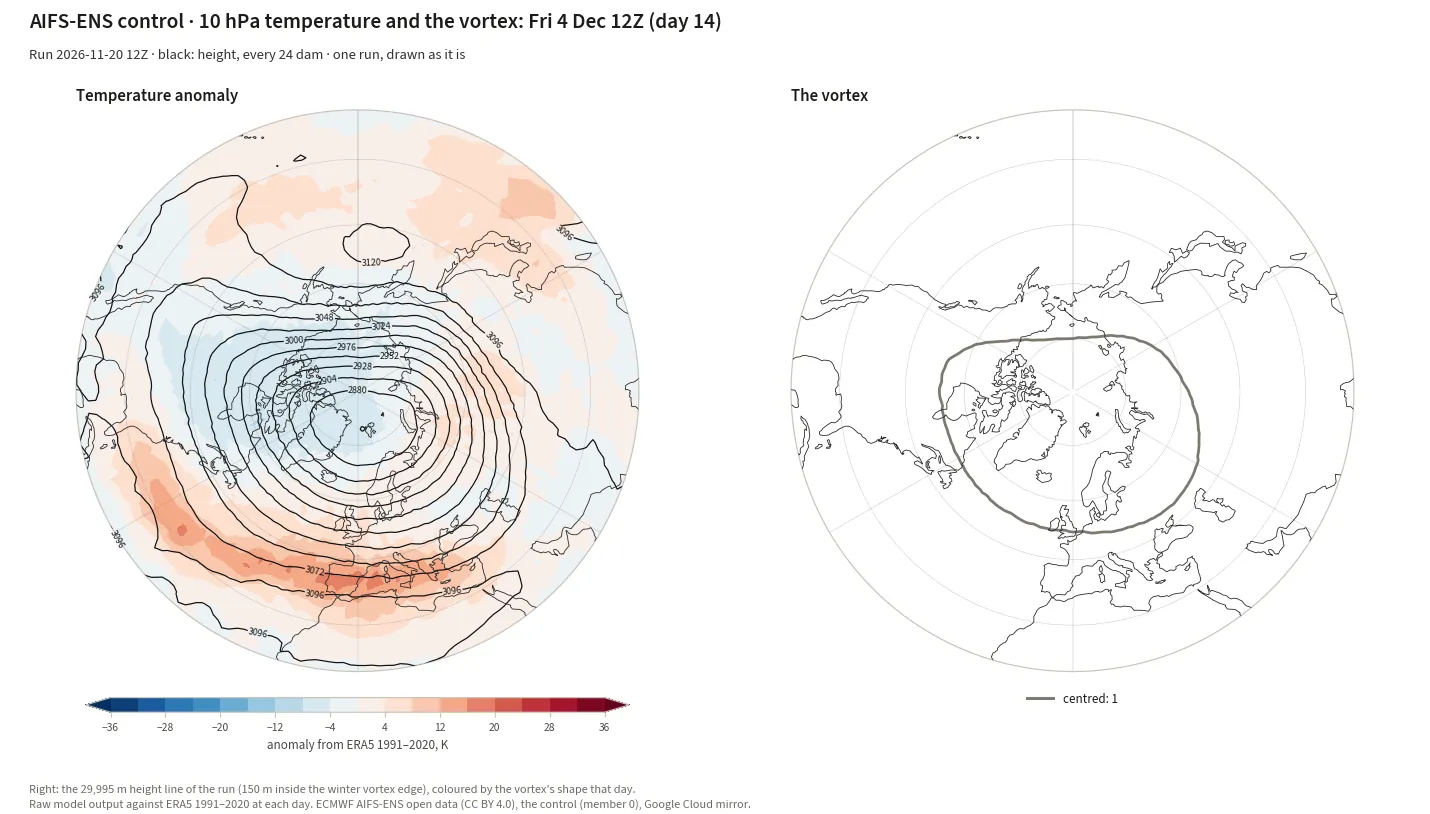 AIFS-ENS control · 10 hPa temperature and the vortex: Fri 4 Dec 12Z (day 14)
Run 2026-11-20 12Z · black: height, every 24 dam · one run, drawn as it is
Temperature anomaly
The vortex
3096
3120
3096
3048
3024
3000
2976
3096
2952
2928
2904
2880
3096
3072
3096
3096
3096
−36 −28 −20 −12 −4 4 12 20 28 36
anomaly from ERA5 1991–2020, K
centred: 1
Right: the 29,995 m height line of the run (150 m inside the winter vortex edge), coloured by the vortex's shape that day.
Raw model output against ERA5 1991–2020 at each day. ECMWF AIFS-ENS open data (CC BY 4.0), the control (member 0), Google Cloud mirror.